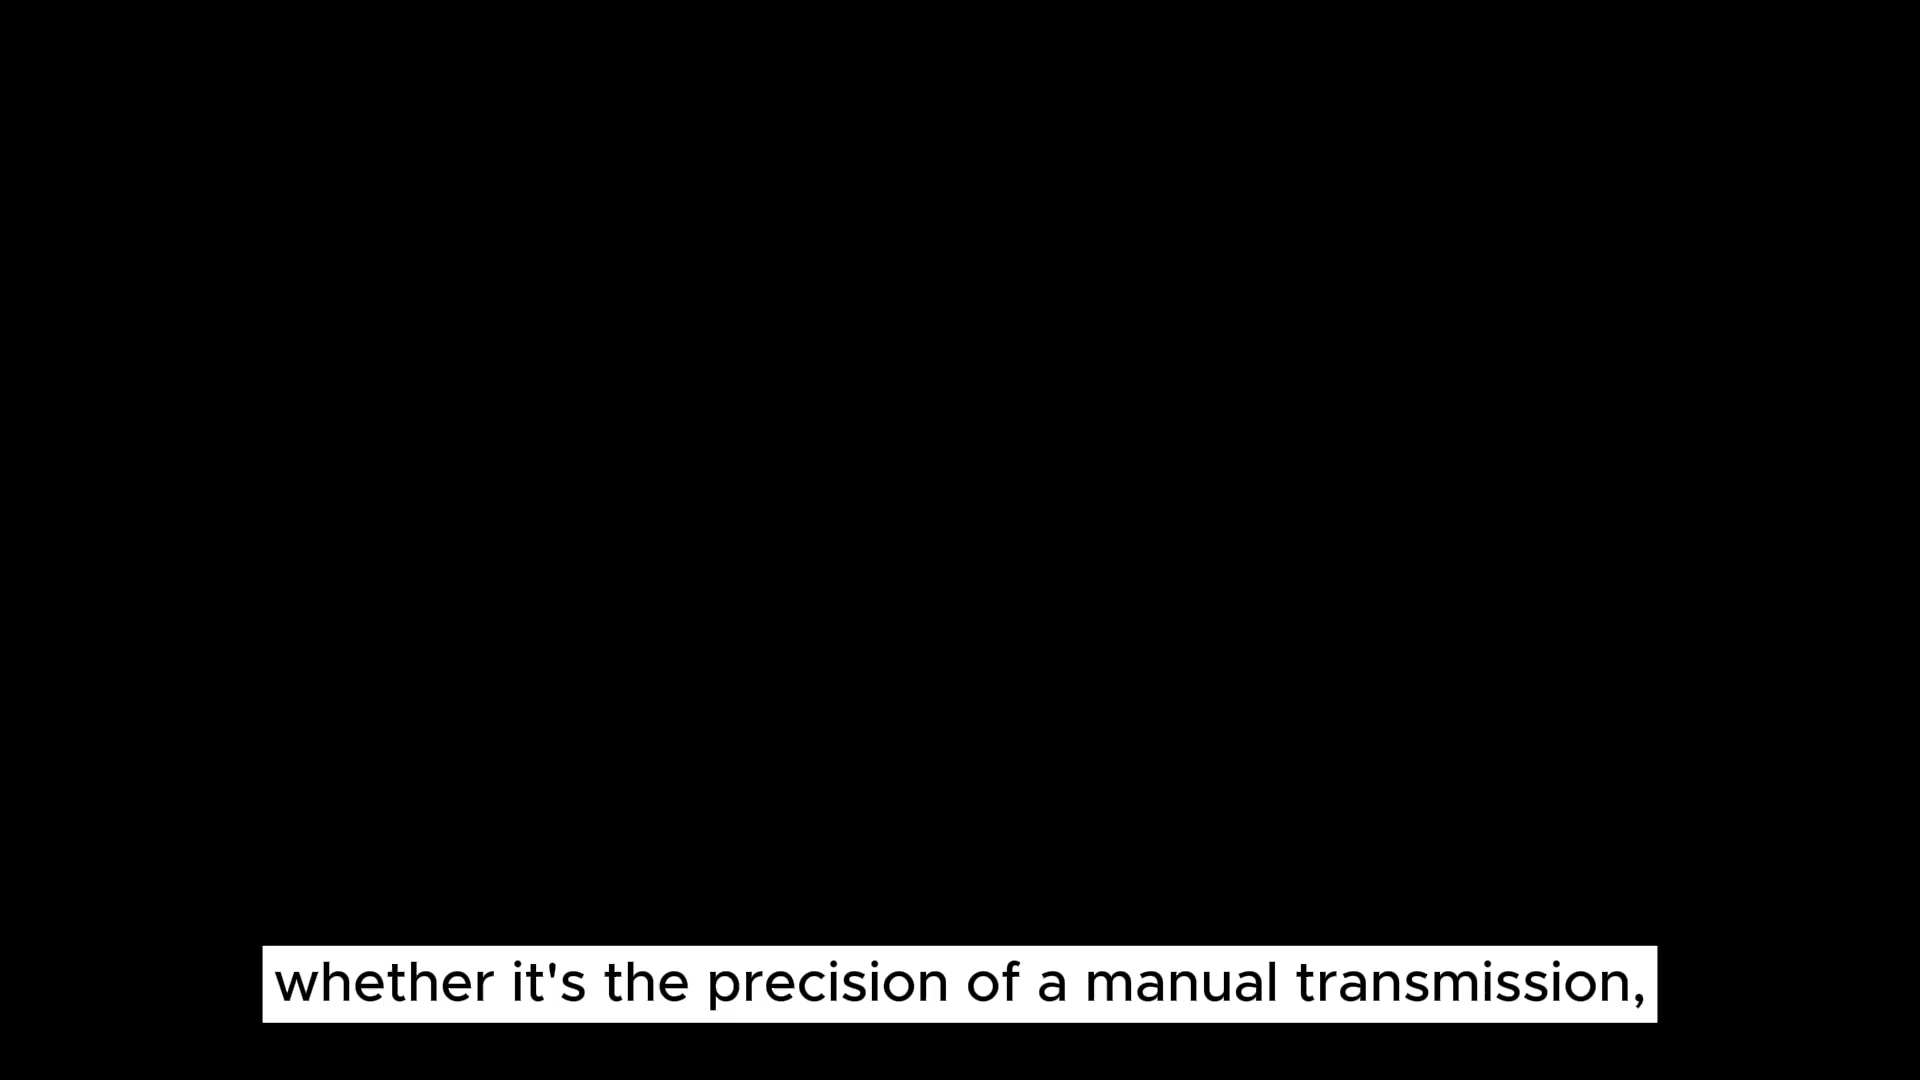 whether it's the precision of a manual transmission,